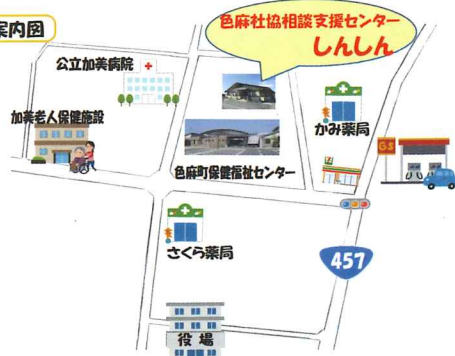 案内図
色麻社協相談支援センター
しんしん
公立加美病院
加美老人保健施設
かみ薬局
GS
7
色麻町保健福祉センター
さくら薬局
457
役場